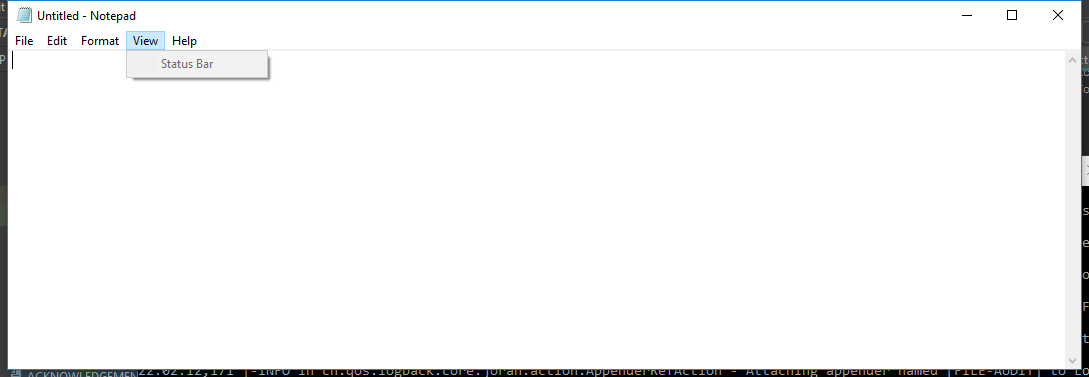 Untitled - Notepad
File Edit Format View Help
Status Bar
ACKNOWLEDGEMEN
22:02:12,171 |-INFO in ch.qos.logback.core.joran.action.AppenderRefAction - Attaching appender named [FILE-AUDIT] to Lo